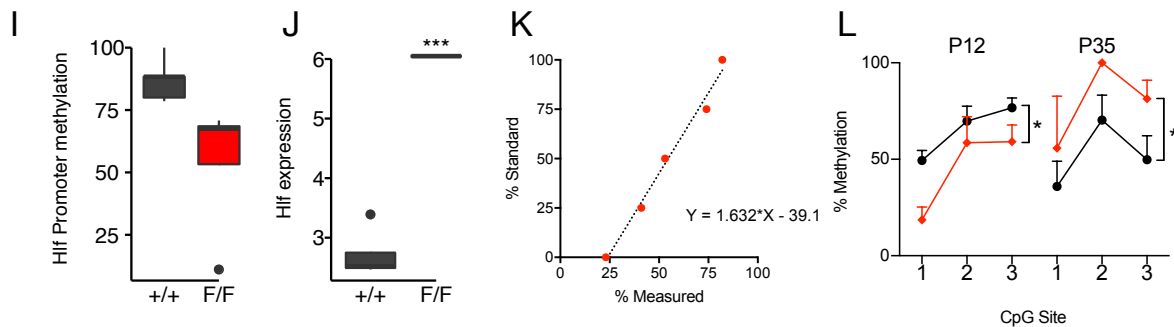 I
Hlf Promoter methylation
100
75
50
25
+/+ F/F
J
***
Hlf expression
6
5
4
3
+/+ F/F
K
% Standard
100
75
50
25
0
0 25 50 75 100
Y = 1.632*X - 39.1
% Measured
L
P12 P35
% Methylation
100
50
0
*
*
1 2 3 1 2 3
CpG Site